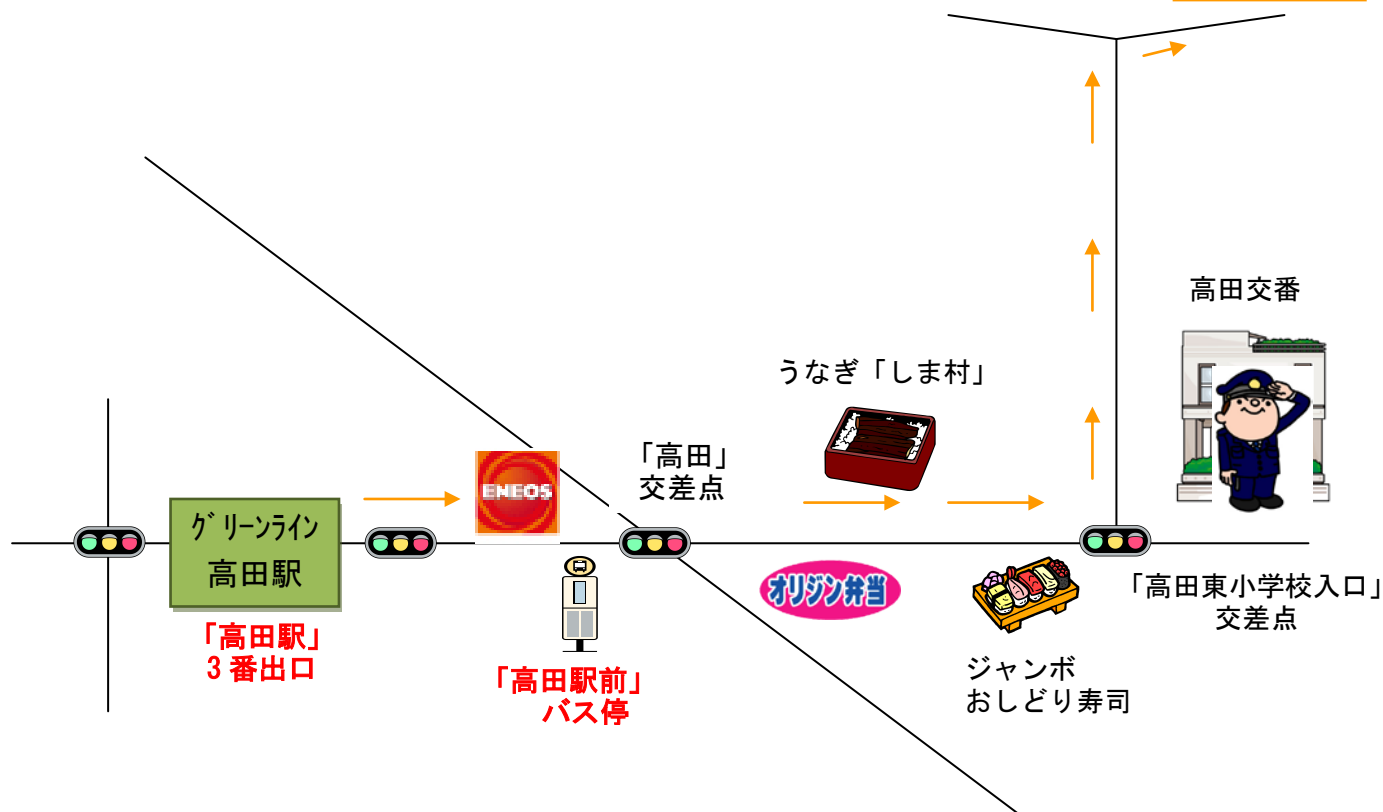 高田交番
うなぎ「しま村」
「高田」
交差点
ENEOS
グリーンライン
高田駅
オリジン弁当
「高田東小学校入口」
交差点
「高田駅」
3番出口
「高田駅前」
バス停
ジャンボ
おしどり寿司